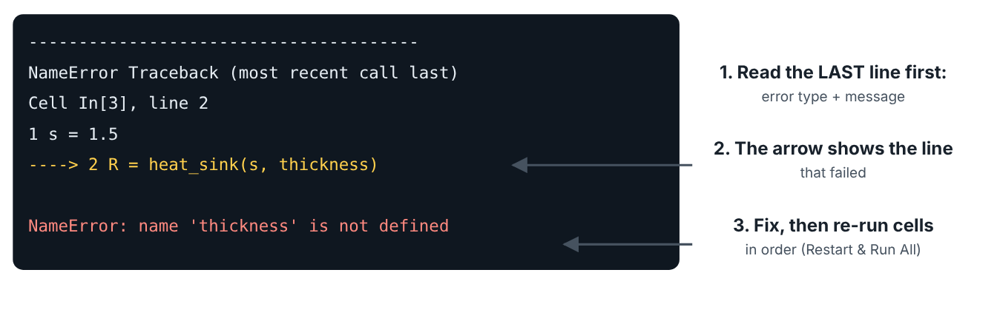 ---------------------------------------
NameError Traceback (most recent call last)
Cell In[3], line 2
1 s = 1.5
----> 2 R = heat_sink(s, thickness)
NameError: name 'thickness' is not defined
1. Read the LAST line first:
error type + message
2. The arrow shows the line
that failed
3. Fix, then re-run cells
in order (Restart & Run All)